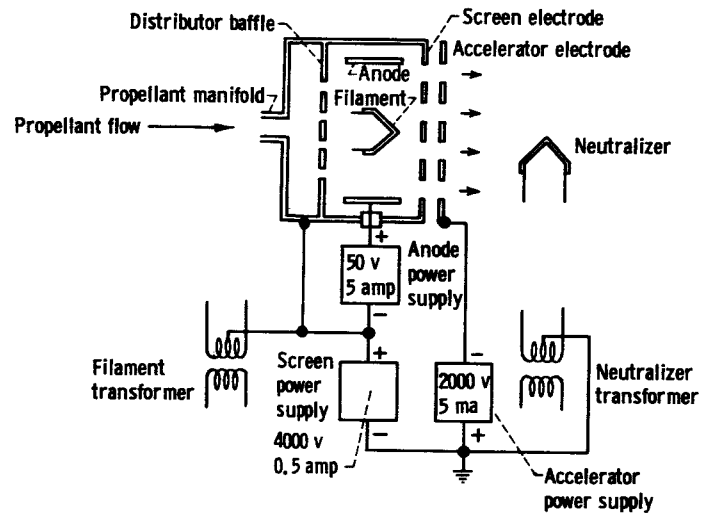 Distributor baffle
Screen electrode
Accelerator electrode
Anode
Propellant manifold
Filament
Propellant flow
Neutralizer
+
50 v
5 amp
Anode
power
supply
−
Filament
transformer
Screen
power
supply
+
4000 v
0.5 amp
−
−
2000 v
5 ma
+
Neutralizer
transformer
Accelerator
power supply